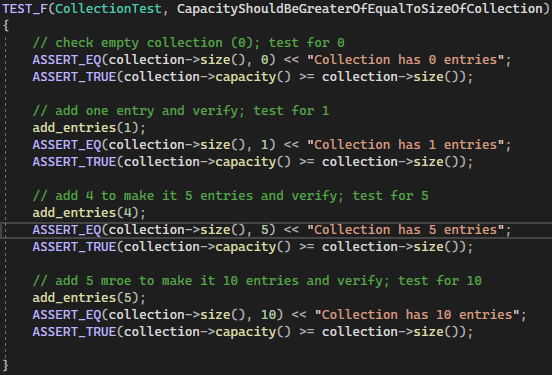 TEST_F(CollectionTest, CapacityShouldBeGreaterOfEqualToSizeOfCollection)
{
    // check empty collection (0); test for 0
    ASSERT_EQ(collection->size(), 0) << "Collection has 0 entries";
    ASSERT_TRUE(collection->capacity() >= collection->size());

    // add one entry and verify; test for 1
    add_entries(1);
    ASSERT_EQ(collection->size(), 1) << "Collection has 1 entries";
    ASSERT_TRUE(collection->capacity() >= collection->size());

    // add 4 to make it 5 entries and verify; test for 5
    add_entries(4);
    ASSERT_EQ(collection->size(), 5) << "Collection has 5 entries";
    ASSERT_TRUE(collection->capacity() >= collection->size());

    // add 5 mroe to make it 10 entries and verify; test for 10
    add_entries(5);
    ASSERT_EQ(collection->size(), 10) << "Collection has 10 entries";
    ASSERT_TRUE(collection->capacity() >= collection->size());

}